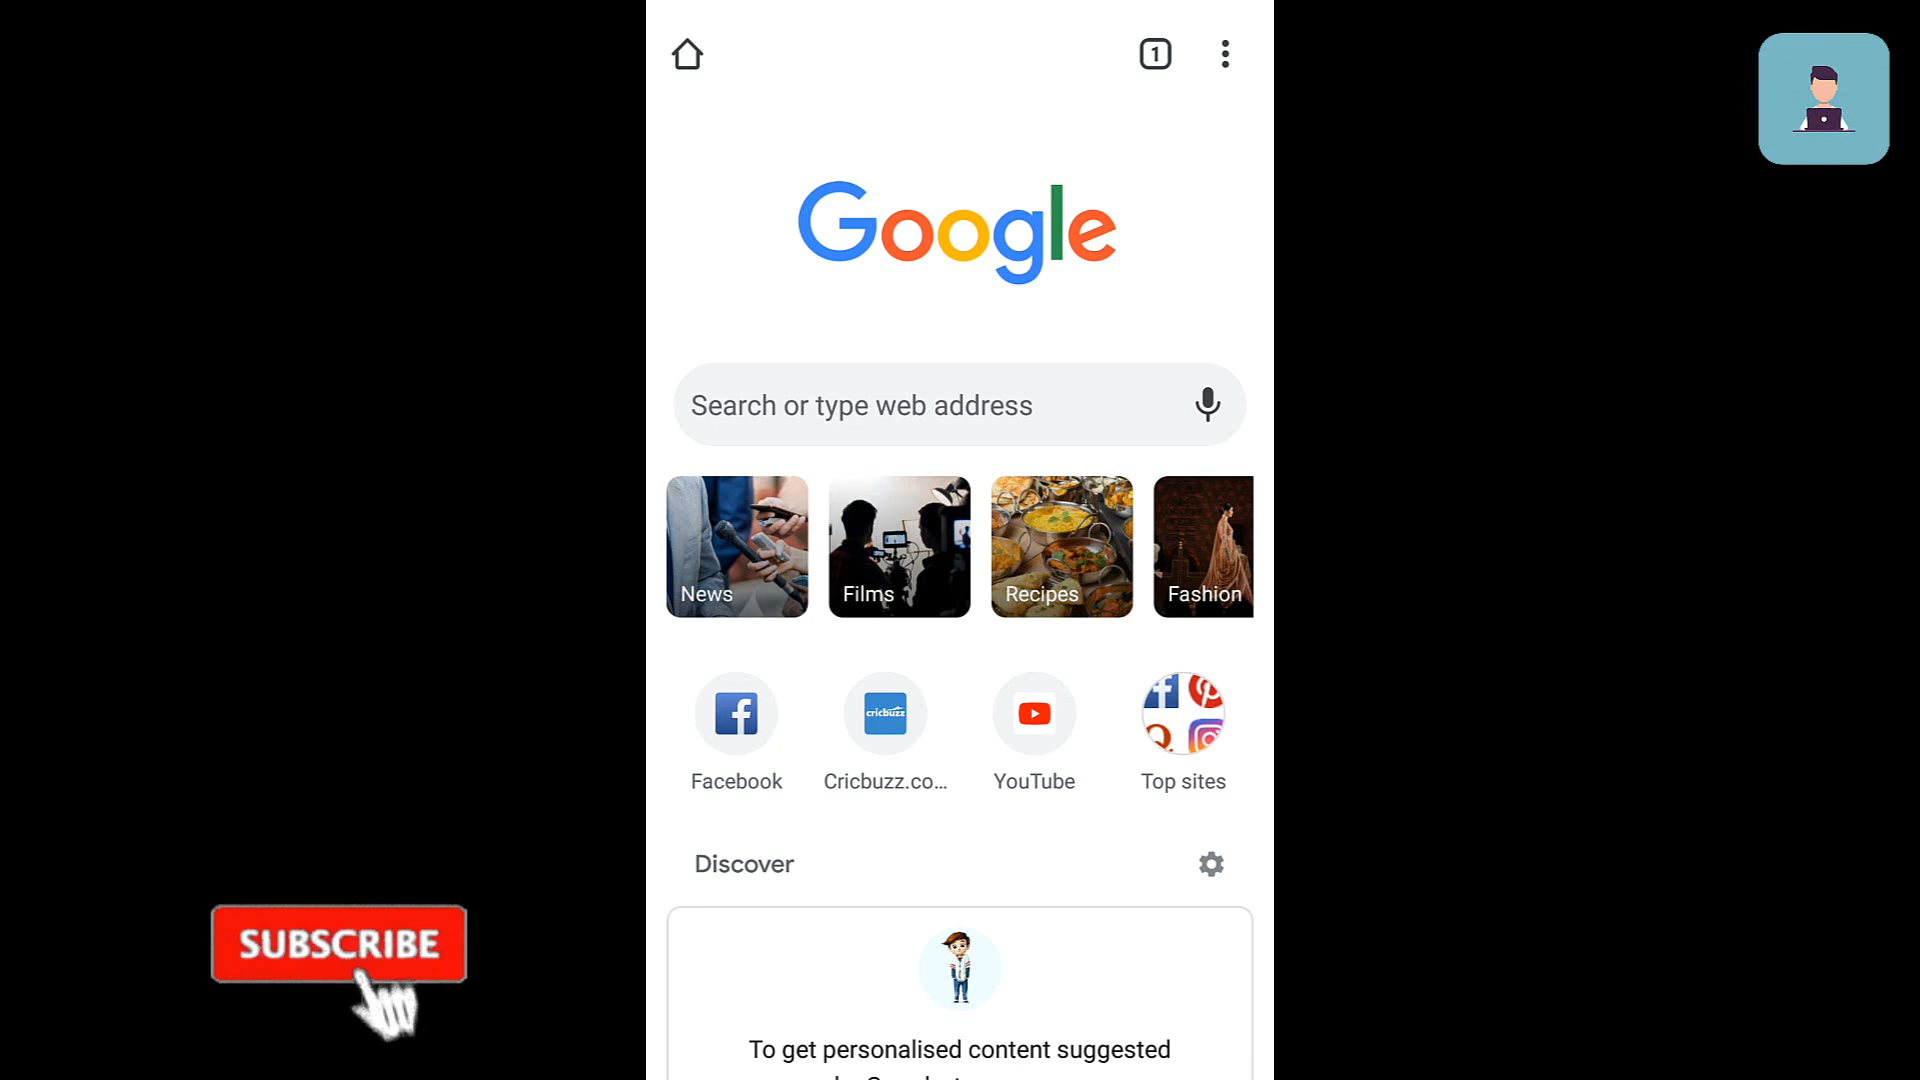 1
Google
Search or type web address
News
Films
Recipes
Fashion
cricbuzz
Facebook
Cricbuzz.co...
YouTube
Top sites
Discover
SUBSCRIBE
To get personalised content suggested